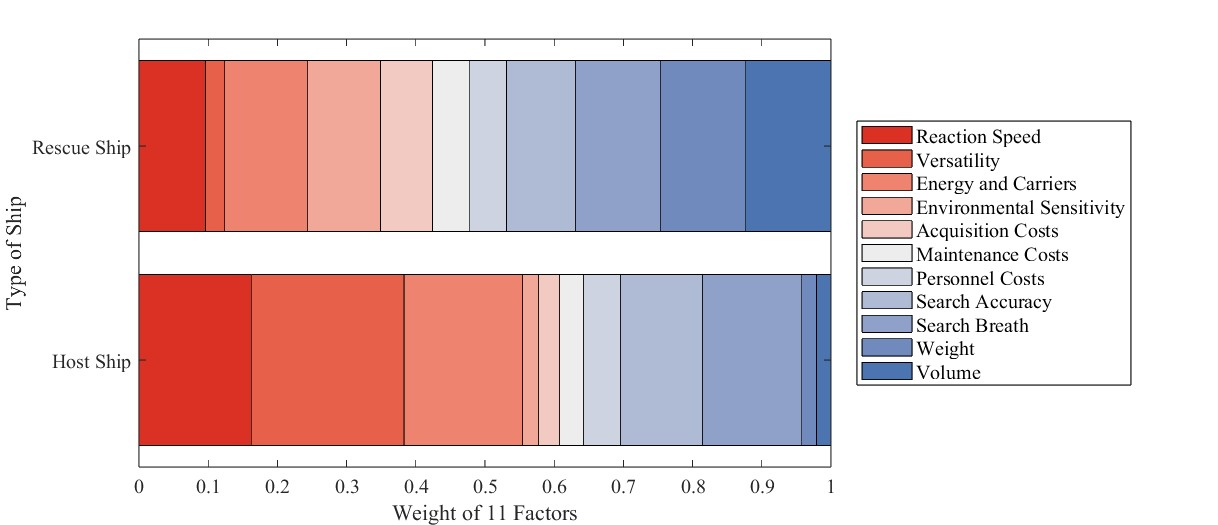 Type of Ship
Rescue Ship
Host Ship
0 0.1 0.2 0.3 0.4 0.5 0.6 0.7 0.8 0.9 1
Weight of 11 Factors
Reaction Speed
Versatility
Energy and Carriers
Environmental Sensitivity
Acquisition Costs
Maintenance Costs
Personnel Costs
Search Accuracy
Search Breath
Weight
Volume